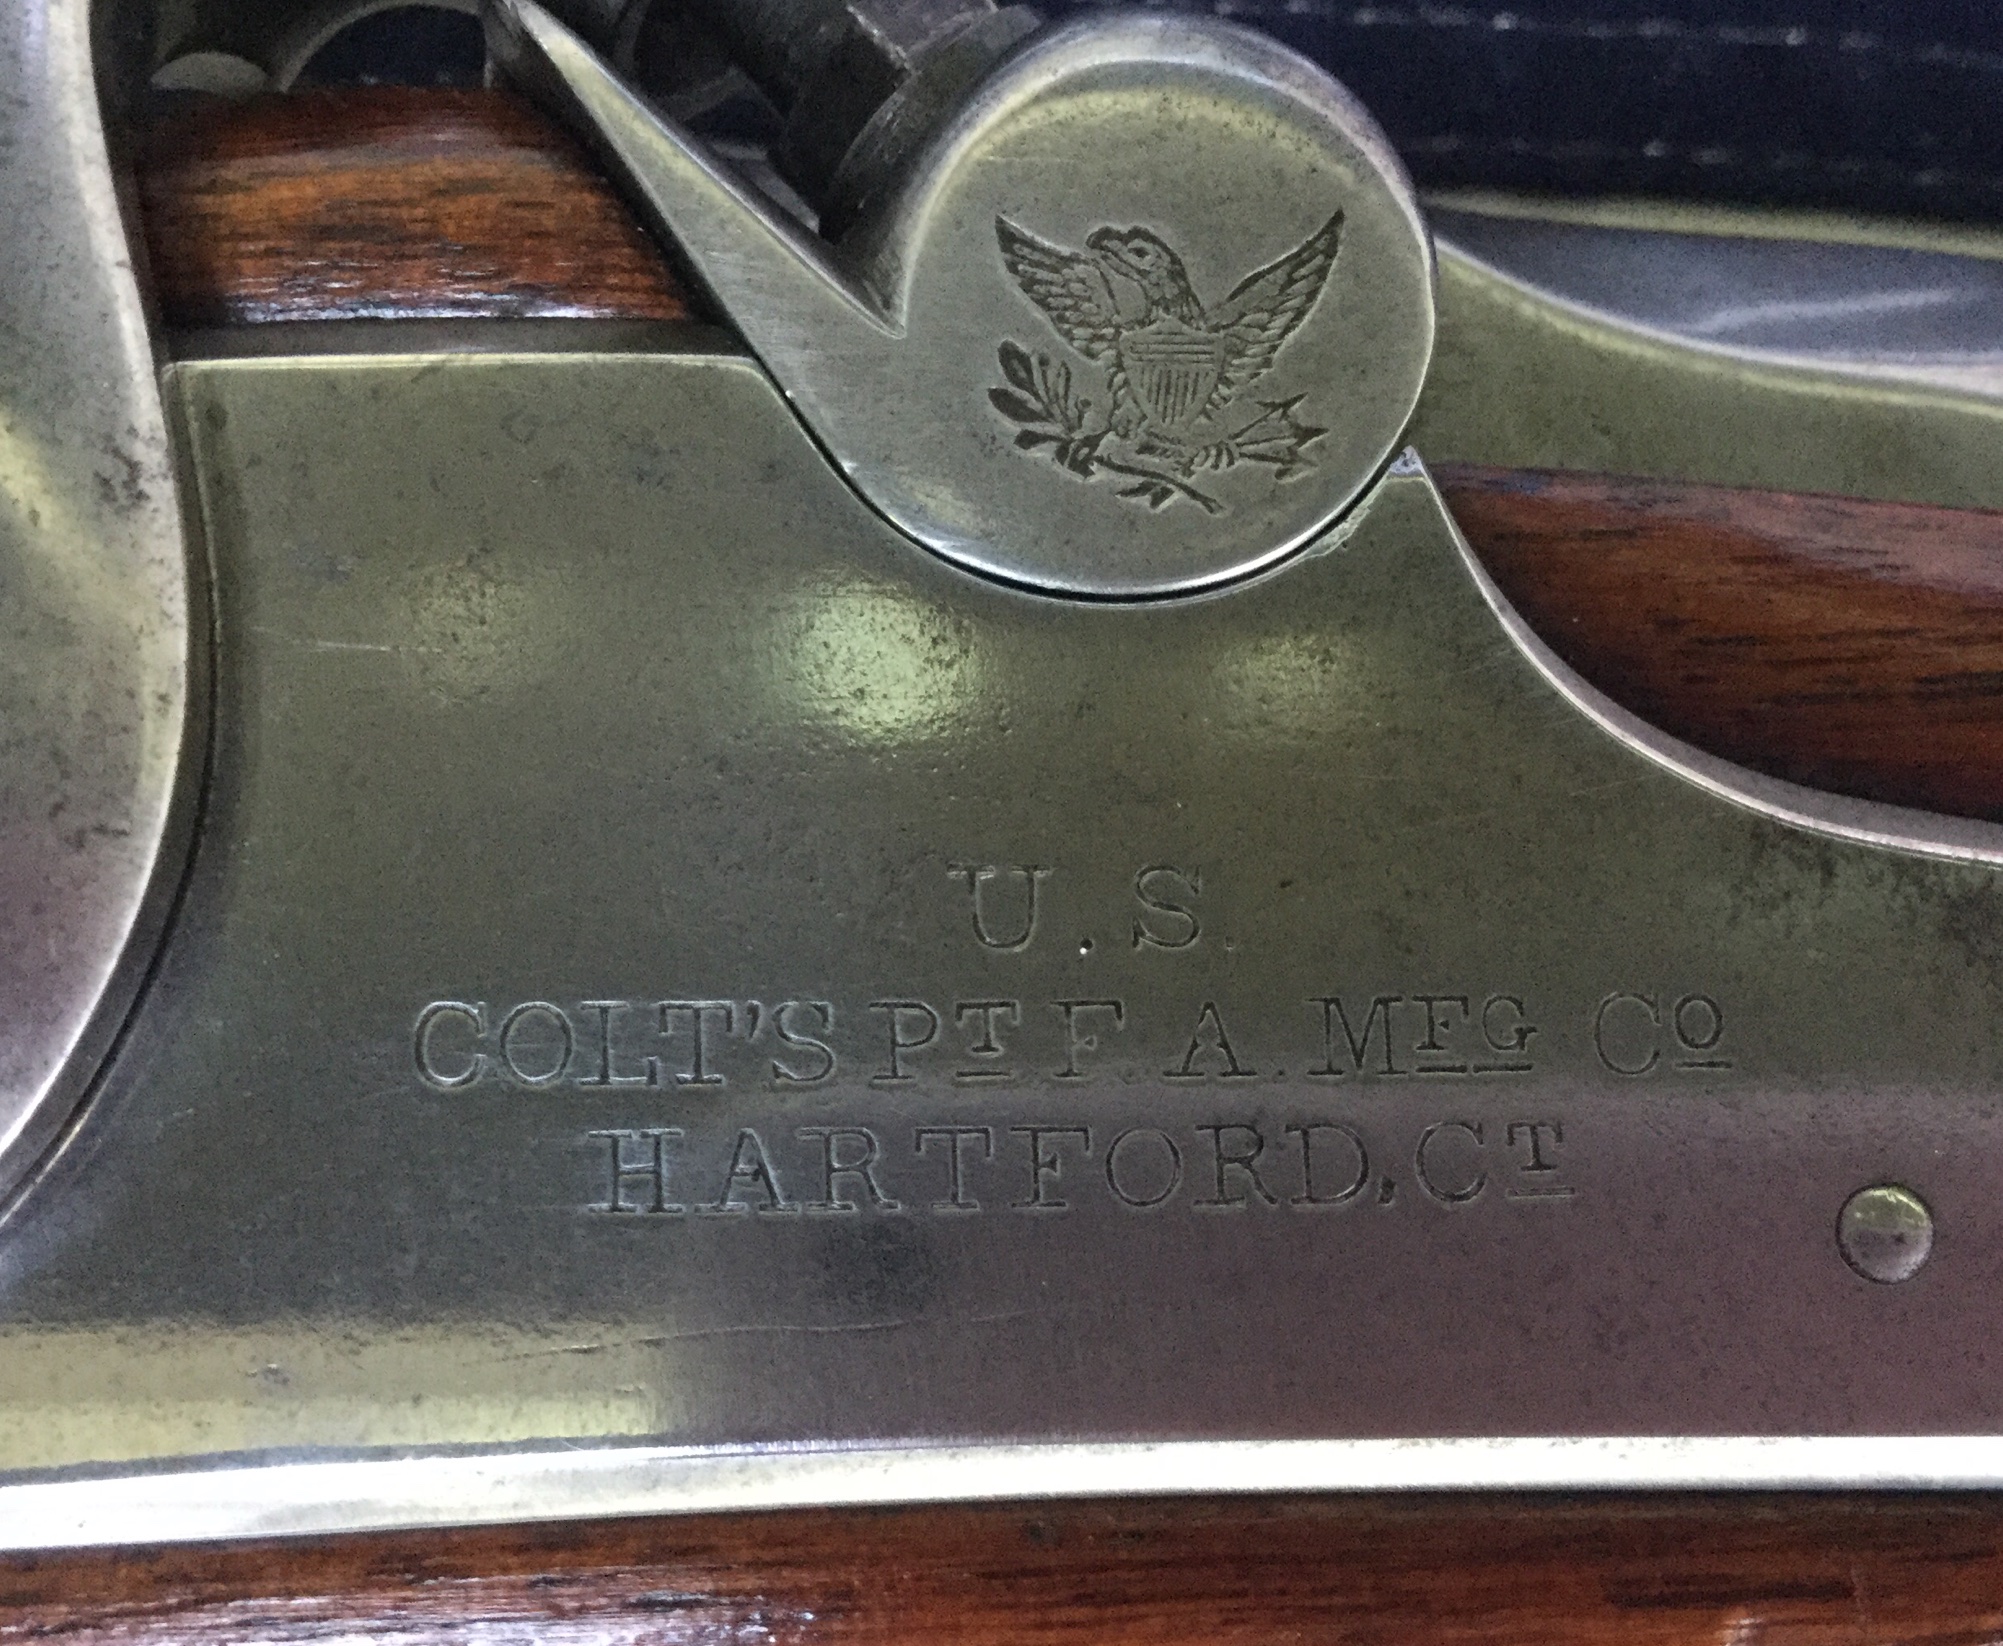 U.S.
COLT'S PT F. A. MFG Co
HARTFORD, CT